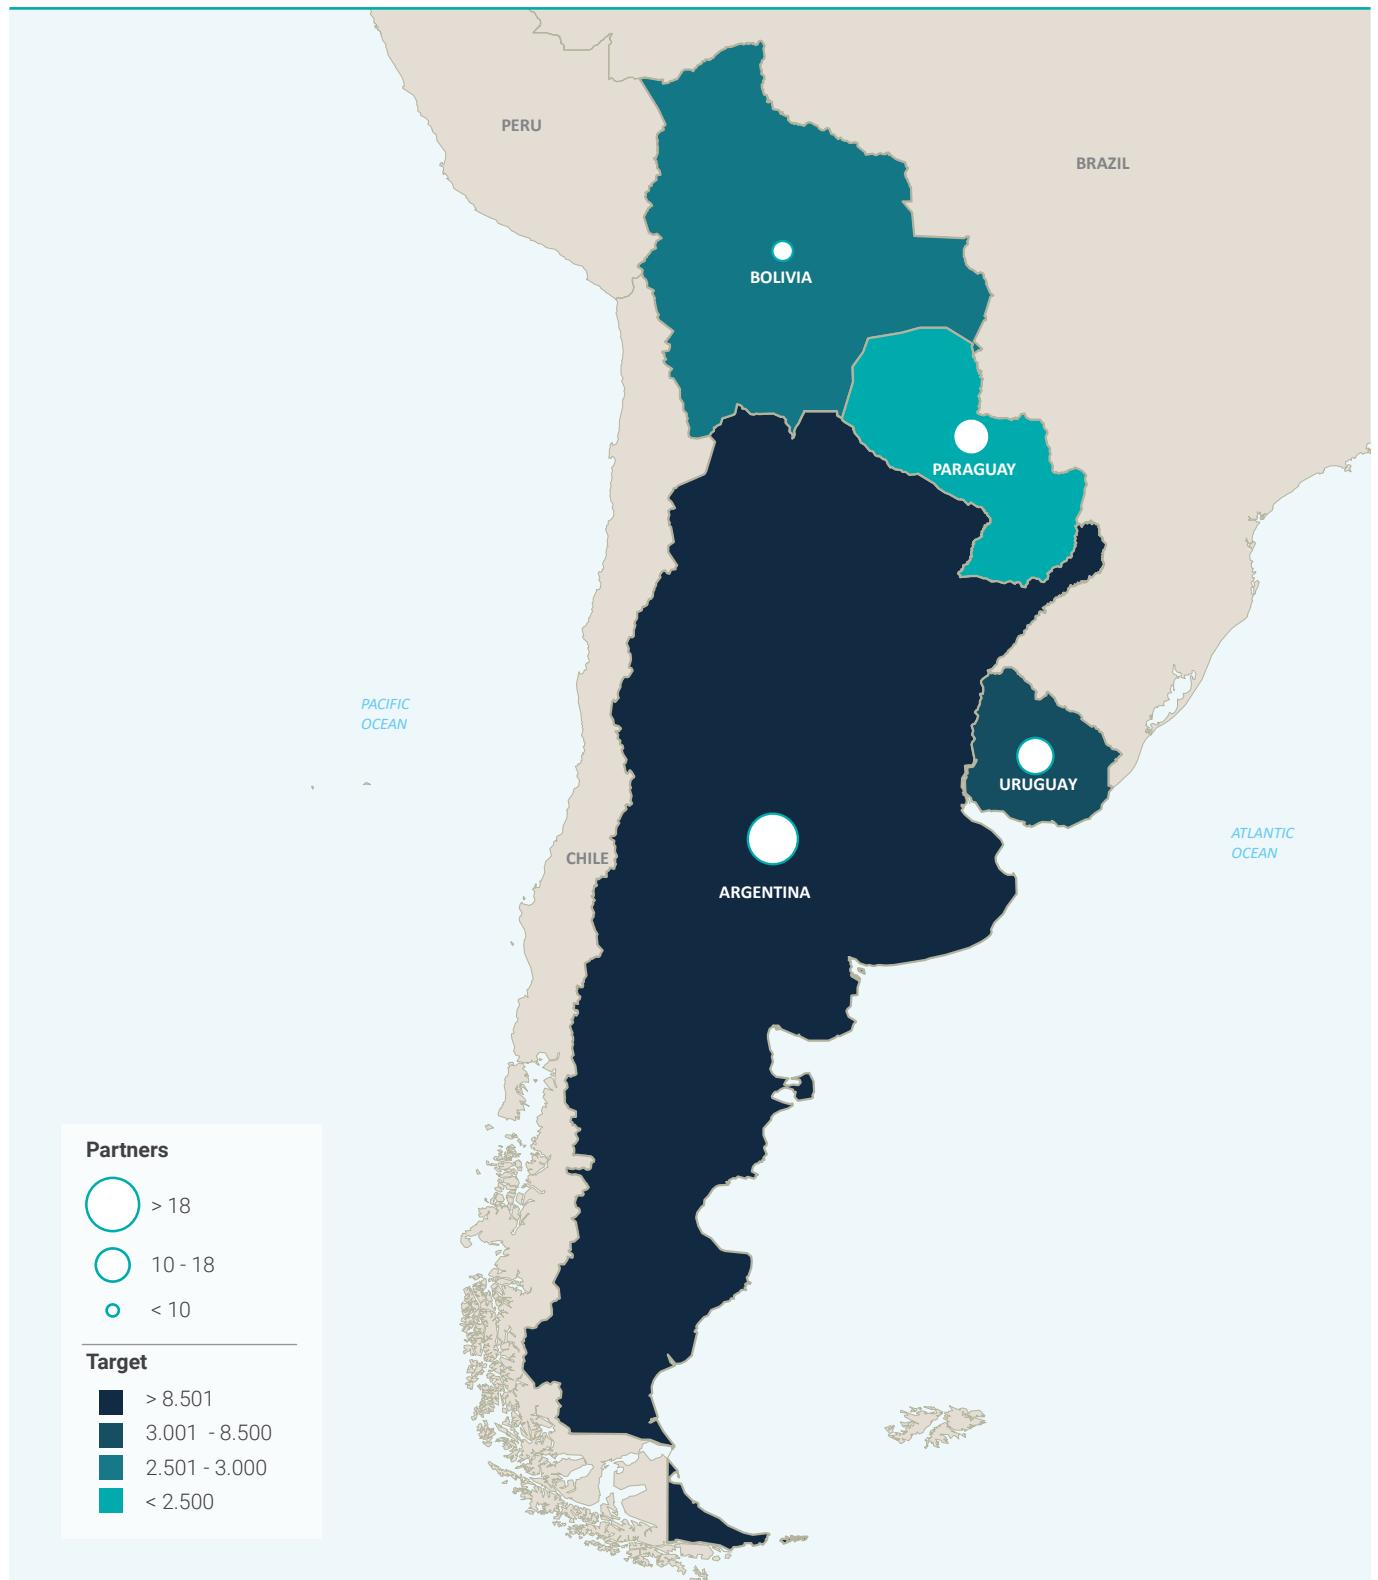 PERU
BRAZIL
BOLIVIA
PARAGUAY
PACIFIC
OCEAN
URUGUAY
ATLANTIC
OCEAN
CHILE
ARGENTINA
Partners
> 18
10 - 18
< 10
Target
> 8.501
3.001 - 8.500
2.501 - 3.000
< 2.500